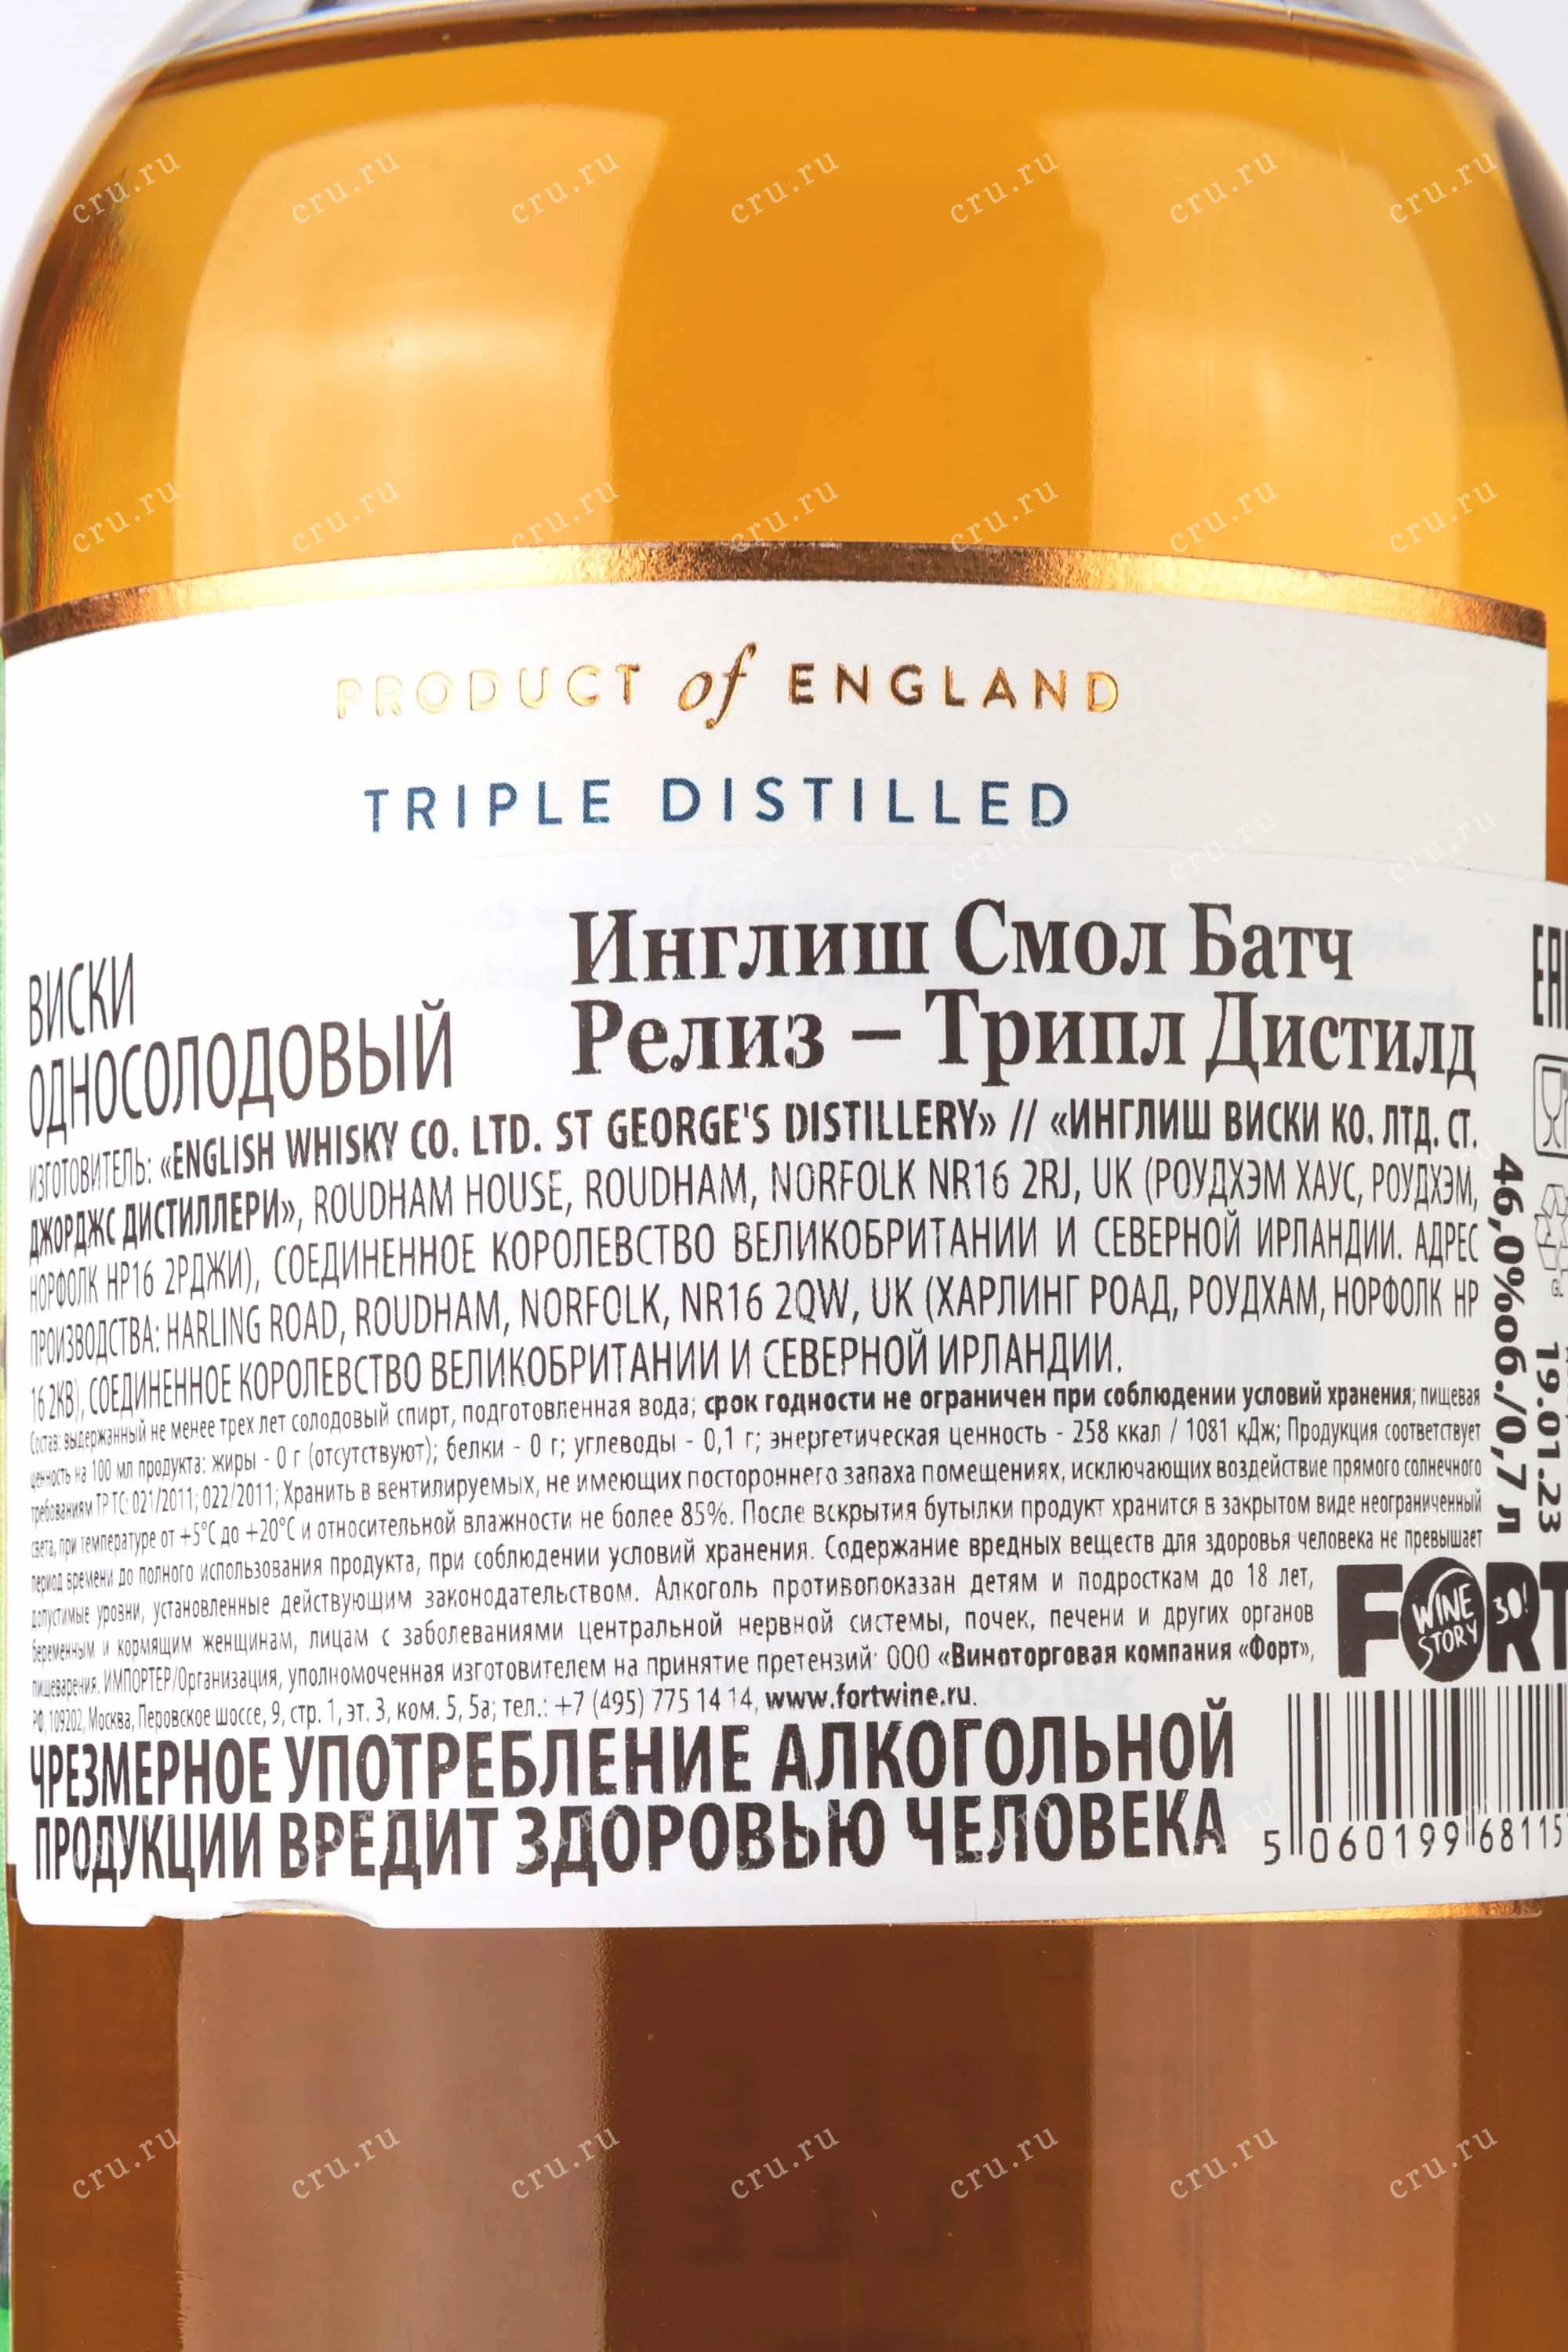 PRODUCT of ENGLAND
TRIPLE DISTILLED
ВИСКИ
ОДНОСОЛОДОВЫЙ
Инглиш Смол Батч
Релиз – Трипл Дистилд
ИЗГОТОВИТЕЛЬ: «ENGLISH WHISKY CO. LTD. ST GEORGE'S DISTILLERY» // «ИНГЛИШ ВИСКИ КО. ЛТД. СТ.
ДЖОРДЖС ДИСТИЛЛЕРИ», ROUDHAM HOUSE, ROUDHAM, NORFOLK NR16 2RJ, UK (РОУДХЭМ ХАУС, РОУДХЭМ,
НОРФОЛК НР16 2РДЖИ), СОЕДИНЕННОЕ КОРОЛЕВСТВО ВЕЛИКОБРИТАНИИ И СЕВЕРНОЙ ИРЛАНДИИ. АДРЕС
ПРОИЗВОДСТВА: HARLING ROAD, ROUDHAM, NORFOLK, NR16 2QW, UK (ХАРЛИНГ РОАД, РОУДХАМ, НОРФОЛК НР
16 2КВ), СОЕДИНЕННОЕ КОРОЛЕВСТВО ВЕЛИКОБРИТАНИИ И СЕВЕРНОЙ ИРЛАНДИИ.
Состав: выдержанный не менее трех лет солодовый спирт, подготовленная вода; срок годности не ограничен при соблюдении условий хранения; пищевая
ценность на 100 мл продукта: жиры - 0 г (отсутствуют); белки - 0 г; углеводы - 0,1 г; энергетическая ценность - 258 ккал / 1081 кДж; Продукция соответствует
требованиям ТР ТС: 021/2011; 022/2011; Хранить в вентилируемых, не имеющих постороннего запаха помещениях, исключающих воздействие прямого солнечного
света, при температуре от +5°С до +20°С и относительной влажности не более 85%. После вскрытия бутылки продукт хранится в закрытом виде неограниченный
период времени до полного использования продукта, при соблюдении условий хранения. Содержание вредных веществ для здоровья человека не превышает
допустимые уровни, установленные действующим законодательством. Алкоголь противопоказан детям и подросткам до 18 лет,
беременным и кормящим женщинам, лицам с заболеваниями центральной нервной системы, почек, печени и других органов
пищеварения. ИМПОРТЕР/Организация, уполномоченная изготовителем на принятие претензий: ООО «Виноторговая компания «Форт»,
РФ, 109202, Москва, Перовское шоссе, 9, стр. 1, эт. 3, ком. 5, 5а; тел.: +7 (495) 775 14 14, www.fortwine.ru.
ЧРЕЗМЕРНОЕ УПОТРЕБЛЕНИЕ АЛКОГОЛЬНОЙ
ПРОДУКЦИИ ВРЕДИТ ЗДОРОВЬЮ ЧЕЛОВЕКА
46,0%об./0,7 л
19.01.23
FORT
WINE
STORY
30!
5 060199 68115
cru.ru